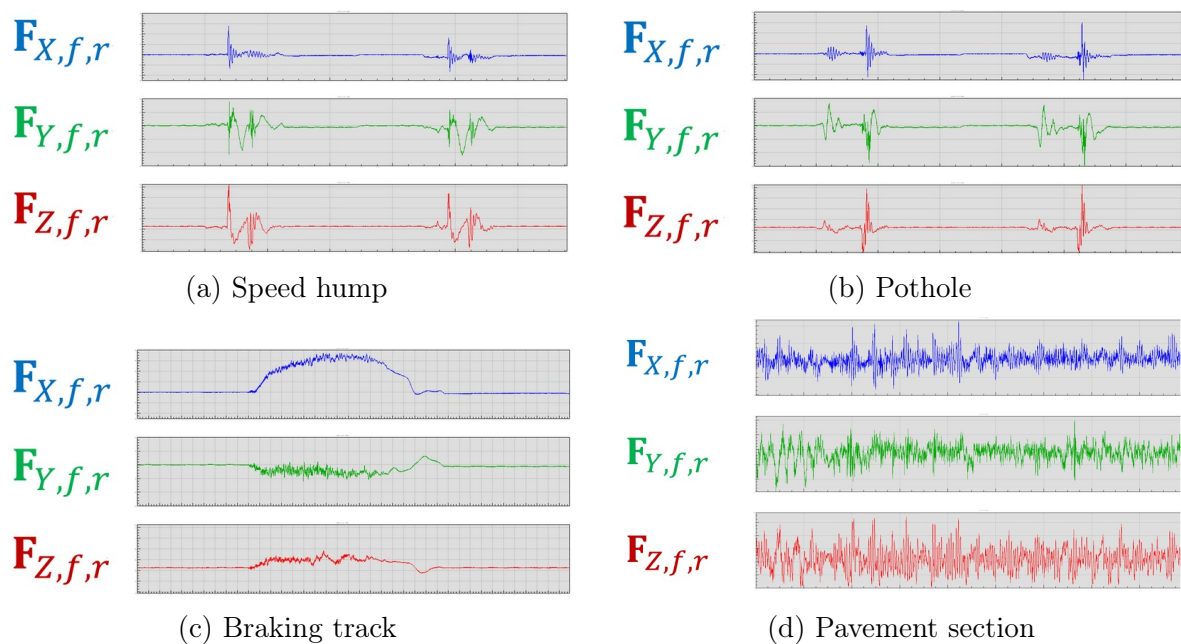 F_{X,f,r}
F_{Y,f,r}
F_{Z,f,r}
(a) Speed hump
F_{X,f,r}
F_{Y,f,r}
F_{Z,f,r}
(b) Pothole
F_{X,f,r}
F_{Y,f,r}
F_{Z,f,r}
(c) Braking track
F_{X,f,r}
F_{Y,f,r}
F_{Z,f,r}
(d) Pavement section